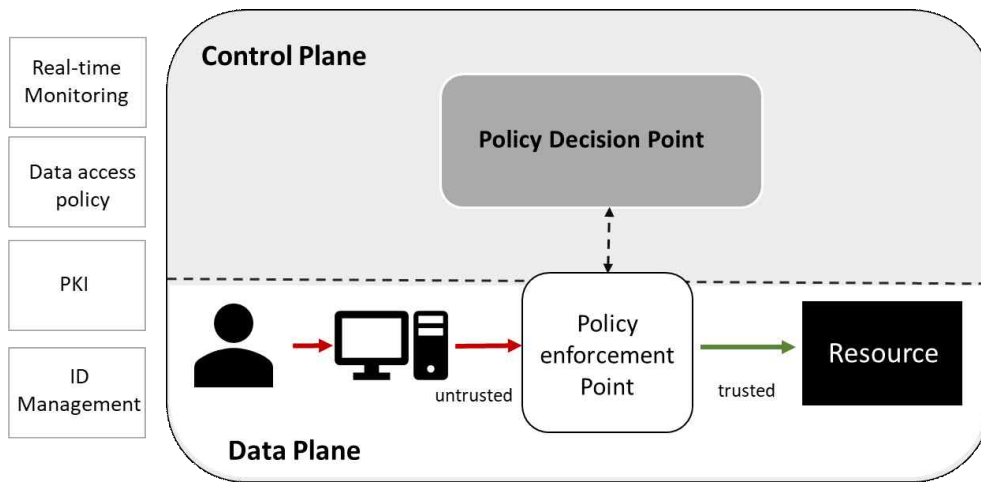 Real-time
Monitoring
Data access
policy
PKI
ID
Management
Control Plane
Policy Decision Point
Policy
enforcement
Point
untrusted
trusted
Resource
Data Plane